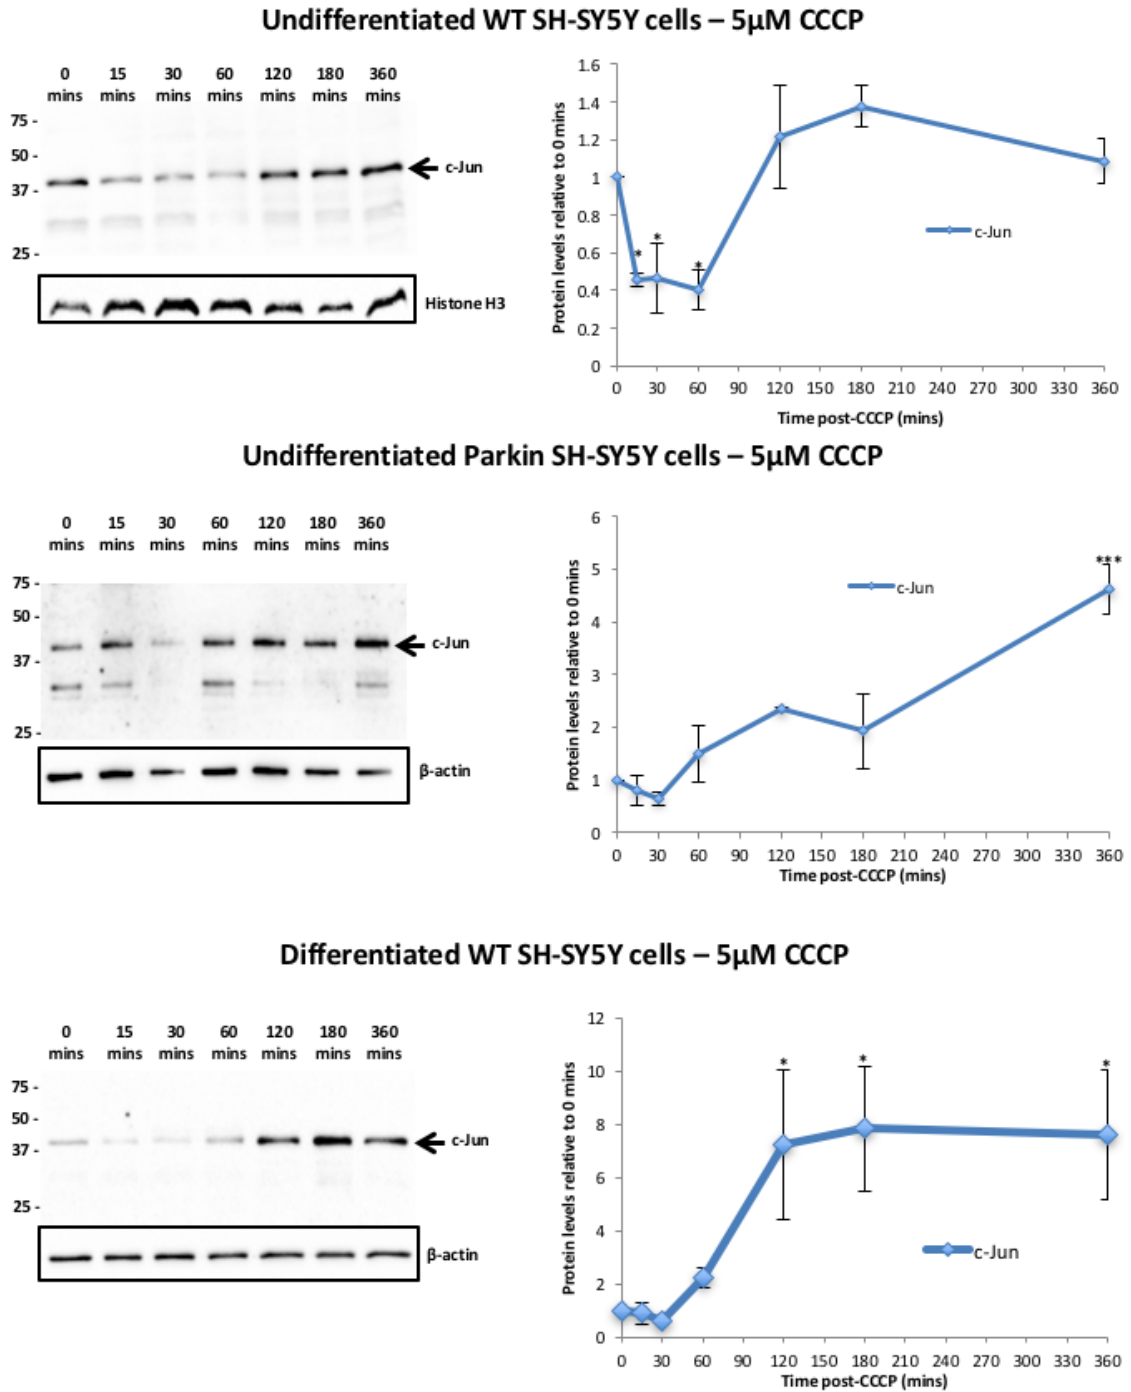 Undifferentiated WT SH-SY5Y cells – 5µM CCCP
0 15 30 60 120 180 360
mins mins mins mins mins mins mins
75 -
50 -
37 -
25 -
c-Jun
Histone H3
Protein levels relative to 0 mins
1.6
1.4
1.2
1
0.8
0.6
0.4
0.2
0
* * *
c-Jun
0 30 60 90 120 150 180 210 240 270 300 330 360
Time post-CCCP (mins)
Undifferentiated Parkin SH-SY5Y cells – 5µM CCCP
0 15 30 60 120 180 360
mins mins mins mins mins mins mins
75 -
50 -
37 -
25 -
c-Jun
β-actin
Protein levels relative to 0 mins
6
5
4
3
2
1
0
***
c-Jun
0 30 60 90 120 150 180 210 240 270 300 330 360
Time post-CCCP (mins)
Differentiated WT SH-SY5Y cells – 5µM CCCP
0 15 30 60 120 180 360
mins mins mins mins mins mins mins
75 -
50 -
37 -
25 -
c-Jun
β-actin
Protein levels relative to 0 mins
12
10
8
6
4
2
0
* * *
c-Jun
0 30 60 90 120 150 180 210 240 270 300 330 360
Time post-CCCP (mins)